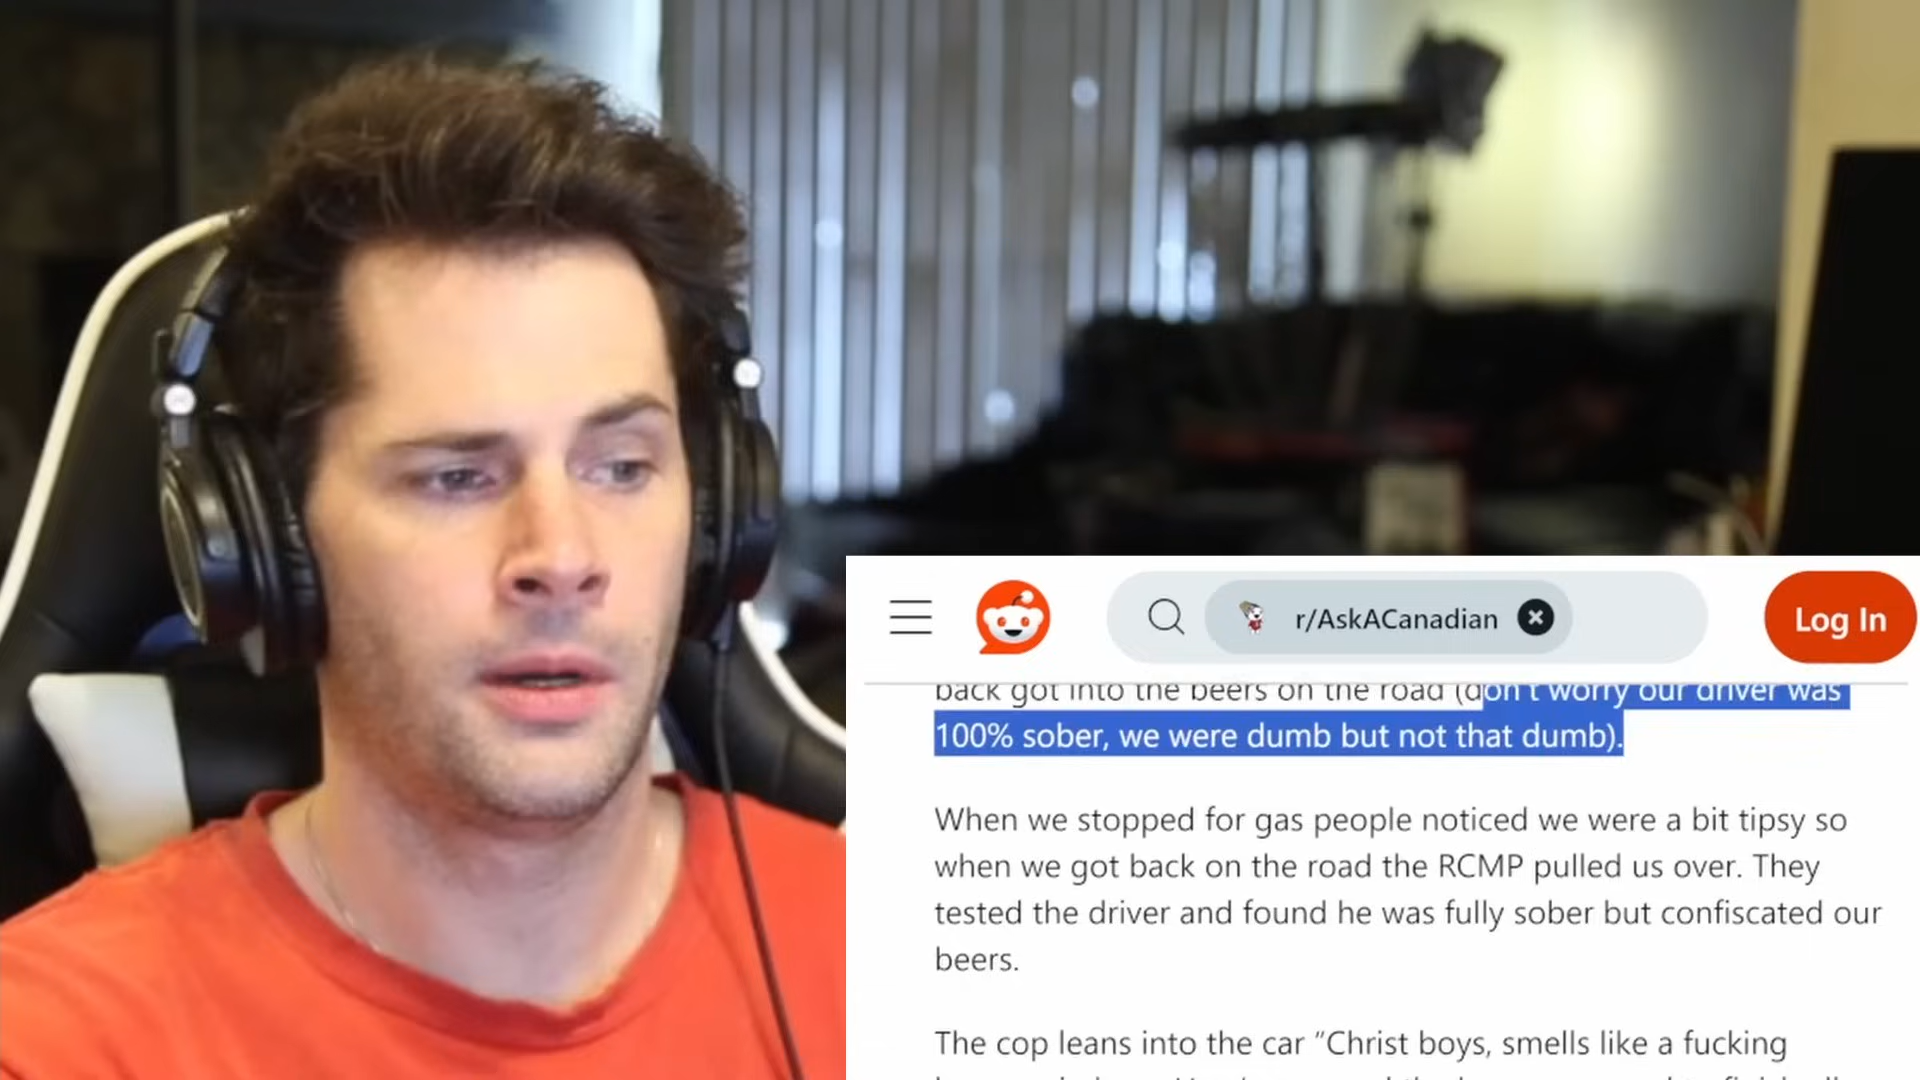 r/AskACanadian
Log In
back got into the beers on the road (don't worry our driver was
100% sober, we were dumb but not that dumb).
When we stopped for gas people noticed we were a bit tipsy so
when we got back on the road the RCMP pulled us over. They
tested the driver and found he was fully sober but confiscated our
beers.
The cop leans into the car “Christ boys, smells like a fucking